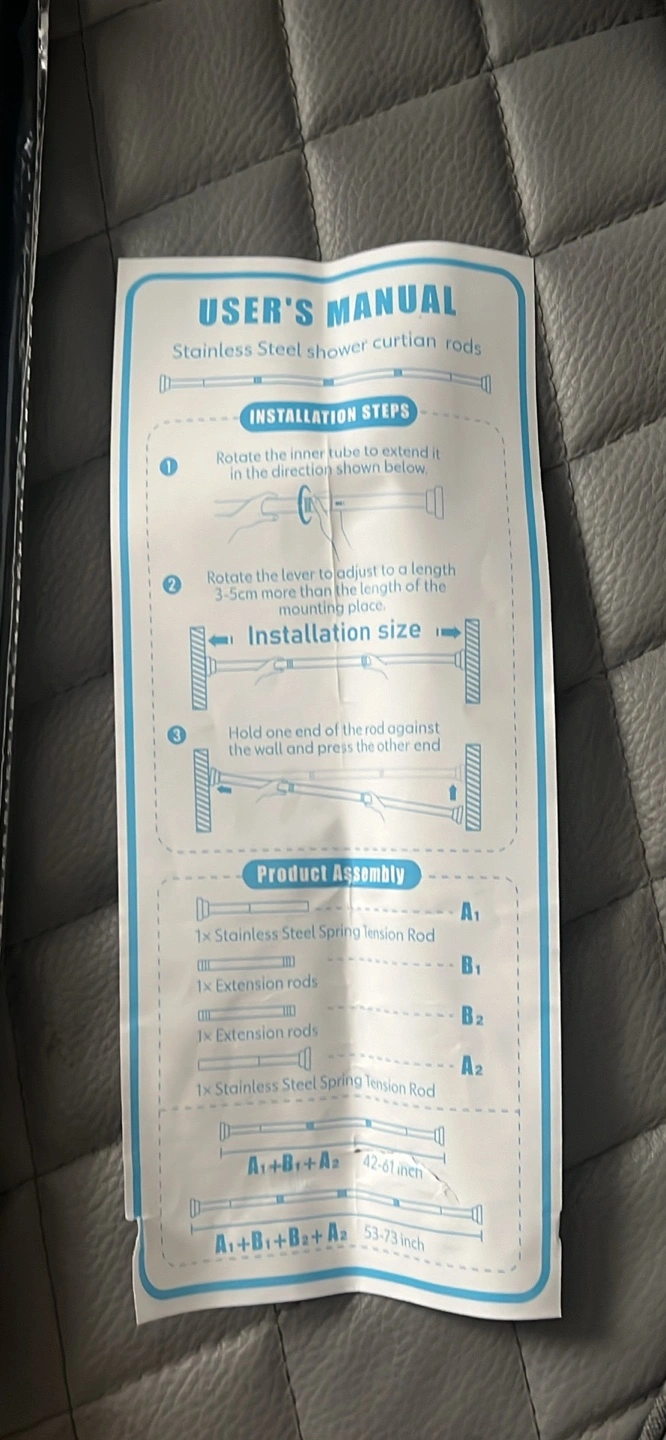 USER'S MANUAL
Stainless Steel shower curtian rods
INSTALLATION STEPS
1 Rotate the inner tube to extend it
in the direction shown below.
2 Rotate the lever to adjust to a length
3-5cm more than the length of the
mounting place.
Installation size
3 Hold one end of the rod against
the wall and press the other end
Product Assembly
A1
1x Stainless Steel Spring Tension Rod
B1
1x Extension rods
B2
1x Extension rods
A2
1x Stainless Steel Spring Tension Rod
A1+B1+A2 42-61 inch
A1+B1+B2+A2 53-73 inch